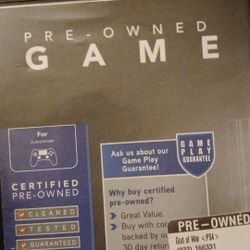 PRE-OWNED
GAME
For
Ask us about our
Game Play
Guarantee!
GAME
PLAY
GUARANTEE
CERTIFIED
PRE-OWNED
CLEANED
TESTED
GUARANTEED
Why buy certified
pre-owned?
Great Value.
Buy with con
backed by ou
30 day retur
PRE-OWNED
God of War <PS4>
166331